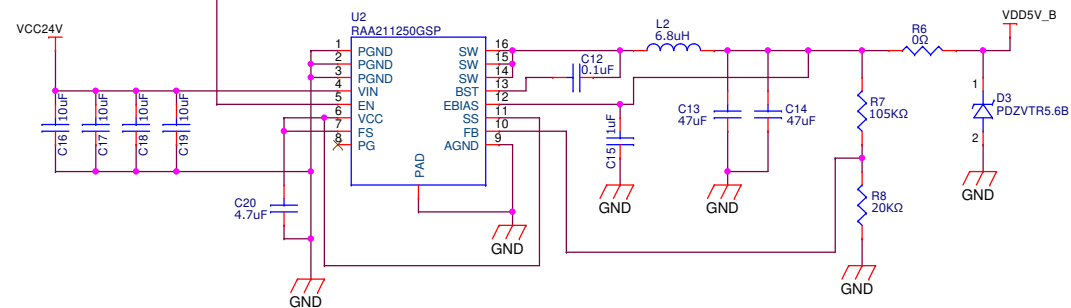 VCC24V
U2
RAA211250GSP
1 PGND
2 PGND
3 PGND
4 VIN
5 EN
6 VCC
7 FS
8 PG
PAD
SW 16
SW 15
SW 14
BST 13
EBIAS 12
SS 11
FB 10
AGND 9
C16 10uF
C17 10uF
C18 10uF
C19 10uF
C20
4.7uF
GND
GND
C12
0.1uF
L2
6.8uH
C15 1uF
GND
C13
47uF
C14
47uF
GND
R7
105KΩ
R8
20KΩ
GND
R6
0Ω
VDD5V_B
1
D3
PDZVTR5.6B
2
GND